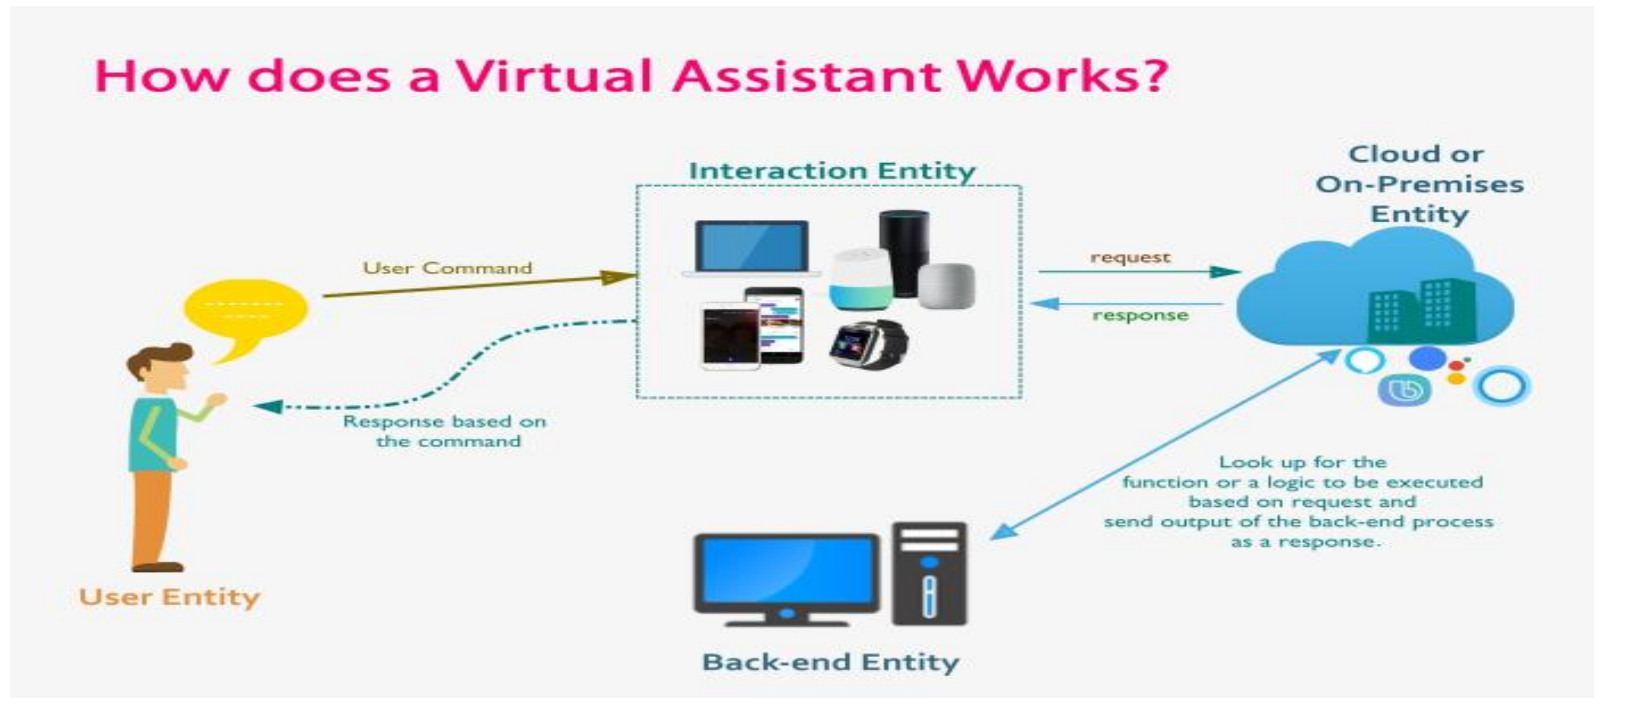 How does a Virtual Assistant Works?
Interaction Entity
Cloud or
On-Premises
Entity
User Command
request
response
Response based on
the command
Look up for the
function or a logic to be executed
based on request and
send output of the back-end process
as a response.
User Entity
Back-end Entity